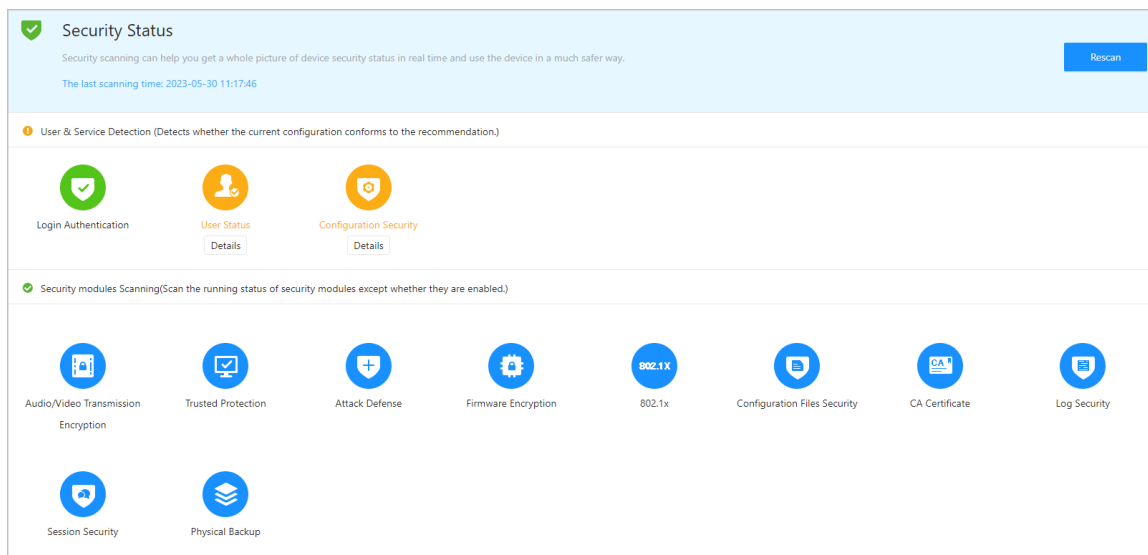 Security Status
Security scanning can help you get a whole picture of device security status in real time and use the device in a much safer way.
Rescan
The last scanning time: 2023-05-30 11:17:46
User & Service Detection (Detects whether the current configuration conforms to the recommendation.)
Login Authentication
User Status
Configuration Security
Details
Details
Security modules Scanning(Scan the running status of security modules except whether they are enabled.)
802.1X
CA
Audio/Video Transmission
Encryption
Trusted Protection
Attack Defense
Firmware Encryption
802.1x
Configuration Files Security
CA Certificate
Log Security
Session Security
Physical Backup